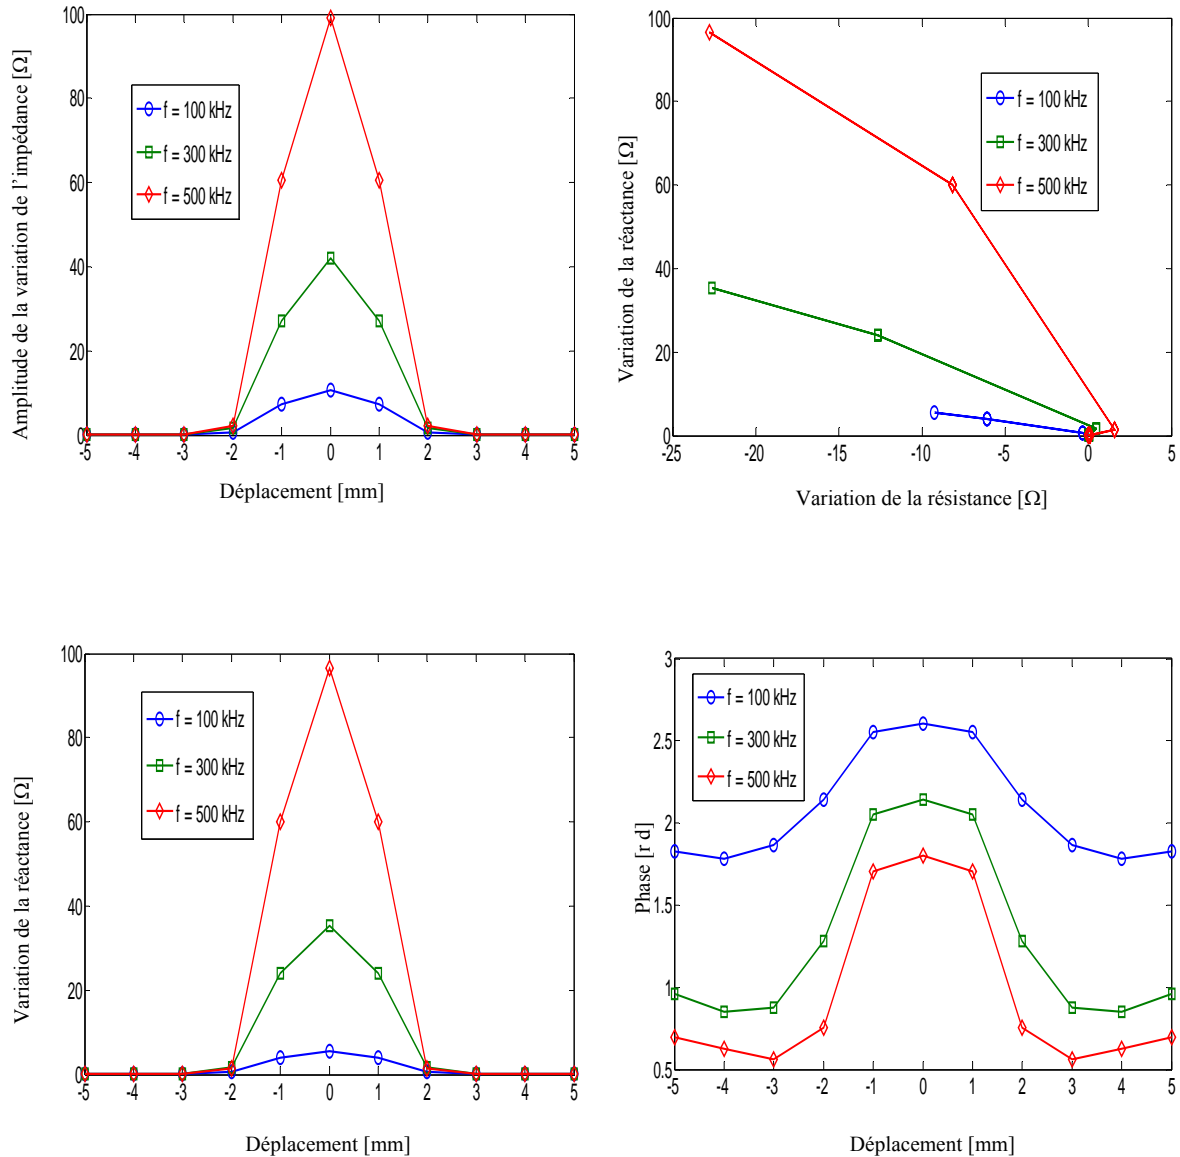 Amplitude de la variation de l'impédance [Ω]
100
80
60
40
20
0
f = 100 kHz
f = 300 kHz
f = 500 kHz
-5 -4 -3 -2 -1 0 1 2 3 4 5
Déplacement [mm]
Variation de la réactance [Ω]
100
80
60
40
20
0
f = 100 kHz
f = 300 kHz
f = 500 kHz
-25 -20 -15 -10 -5 0 5
Variation de la résistance [Ω]
Variation de la réactance [Ω]
100
80
60
40
20
0
f = 100 kHz
f = 300 kHz
f = 500 kHz
-5 -4 -3 -2 -1 0 1 2 3 4 5
Déplacement [mm]
Phase [r d]
3
2.5
2
1.5
1
0.5
f = 100 kHz
f = 300 kHz
f = 500 kHz
-5 -4 -3 -2 -1 0 1 2 3 4 5
Déplacement [mm]